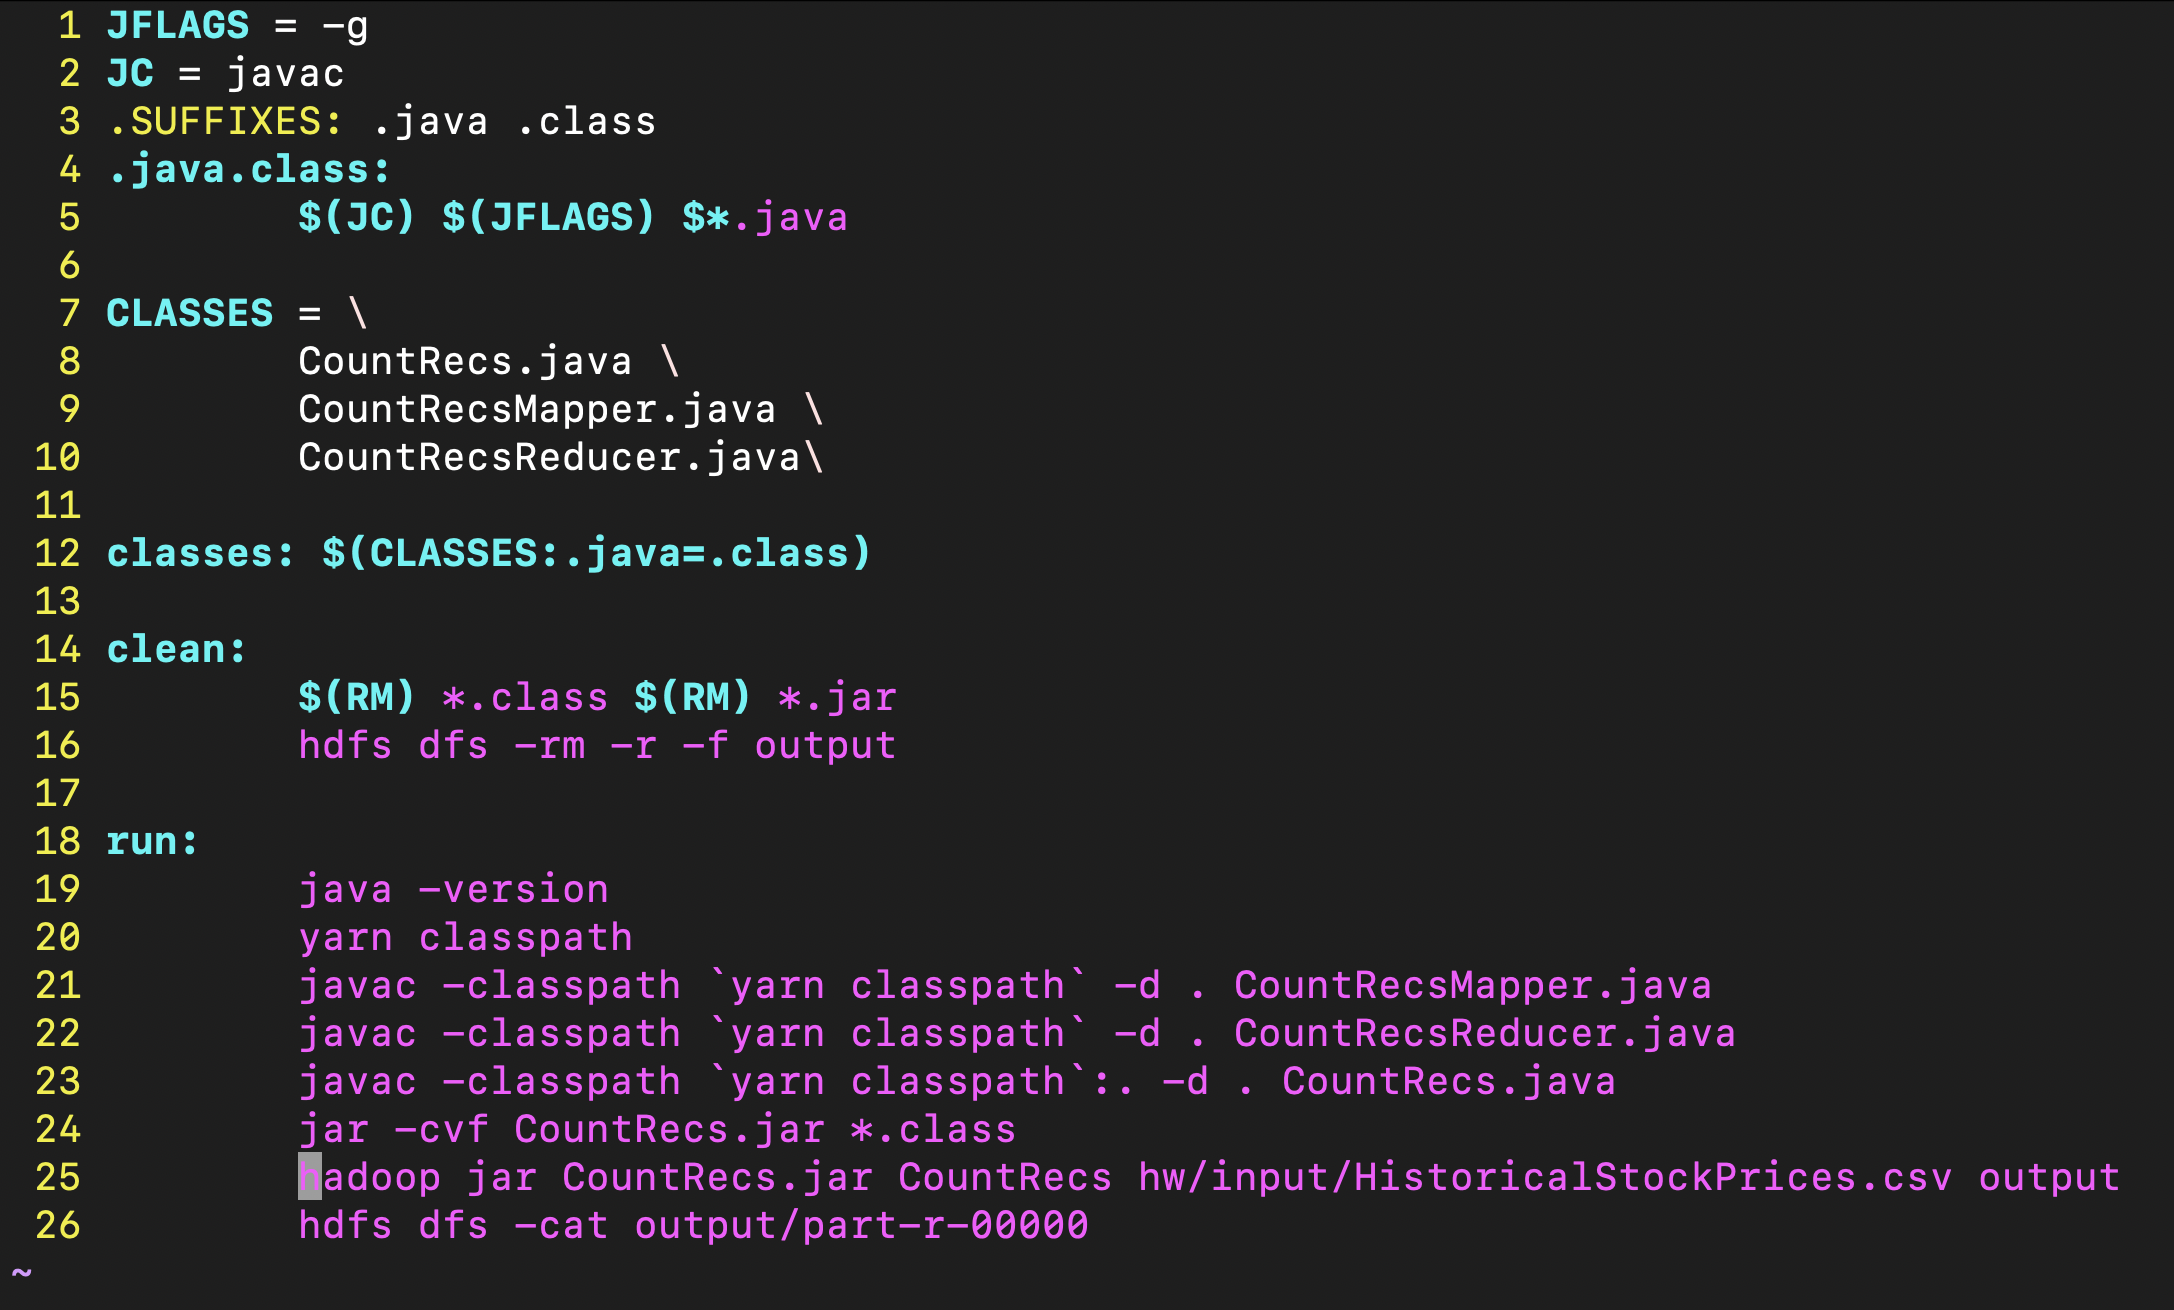 1 JFLAGS = -g
2 JC = javac
3 .SUFFIXES: .java .class
4 .java.class:
5         $(JC) $(JFLAGS) $*.java
6
7 CLASSES = \
8         CountRecs.java \
9         CountRecsMapper.java \
10         CountRecsReducer.java\
11
12 classes: $(CLASSES:.java=.class)
13
14 clean:
15         $(RM) *.class $(RM) *.jar
16         hdfs dfs -rm -r -f output
17
18 run:
19         java -version
20         yarn classpath
21         javac -classpath `yarn classpath` -d . CountRecsMapper.java
22         javac -classpath `yarn classpath` -d . CountRecsReducer.java
23         javac -classpath `yarn classpath`:. -d . CountRecs.java
24         jar -cvf CountRecs.jar *.class
25         hadoop jar CountRecs.jar CountRecs hw/input/HistoricalStockPrices.csv output
26         hdfs dfs -cat output/part-r-00000
~